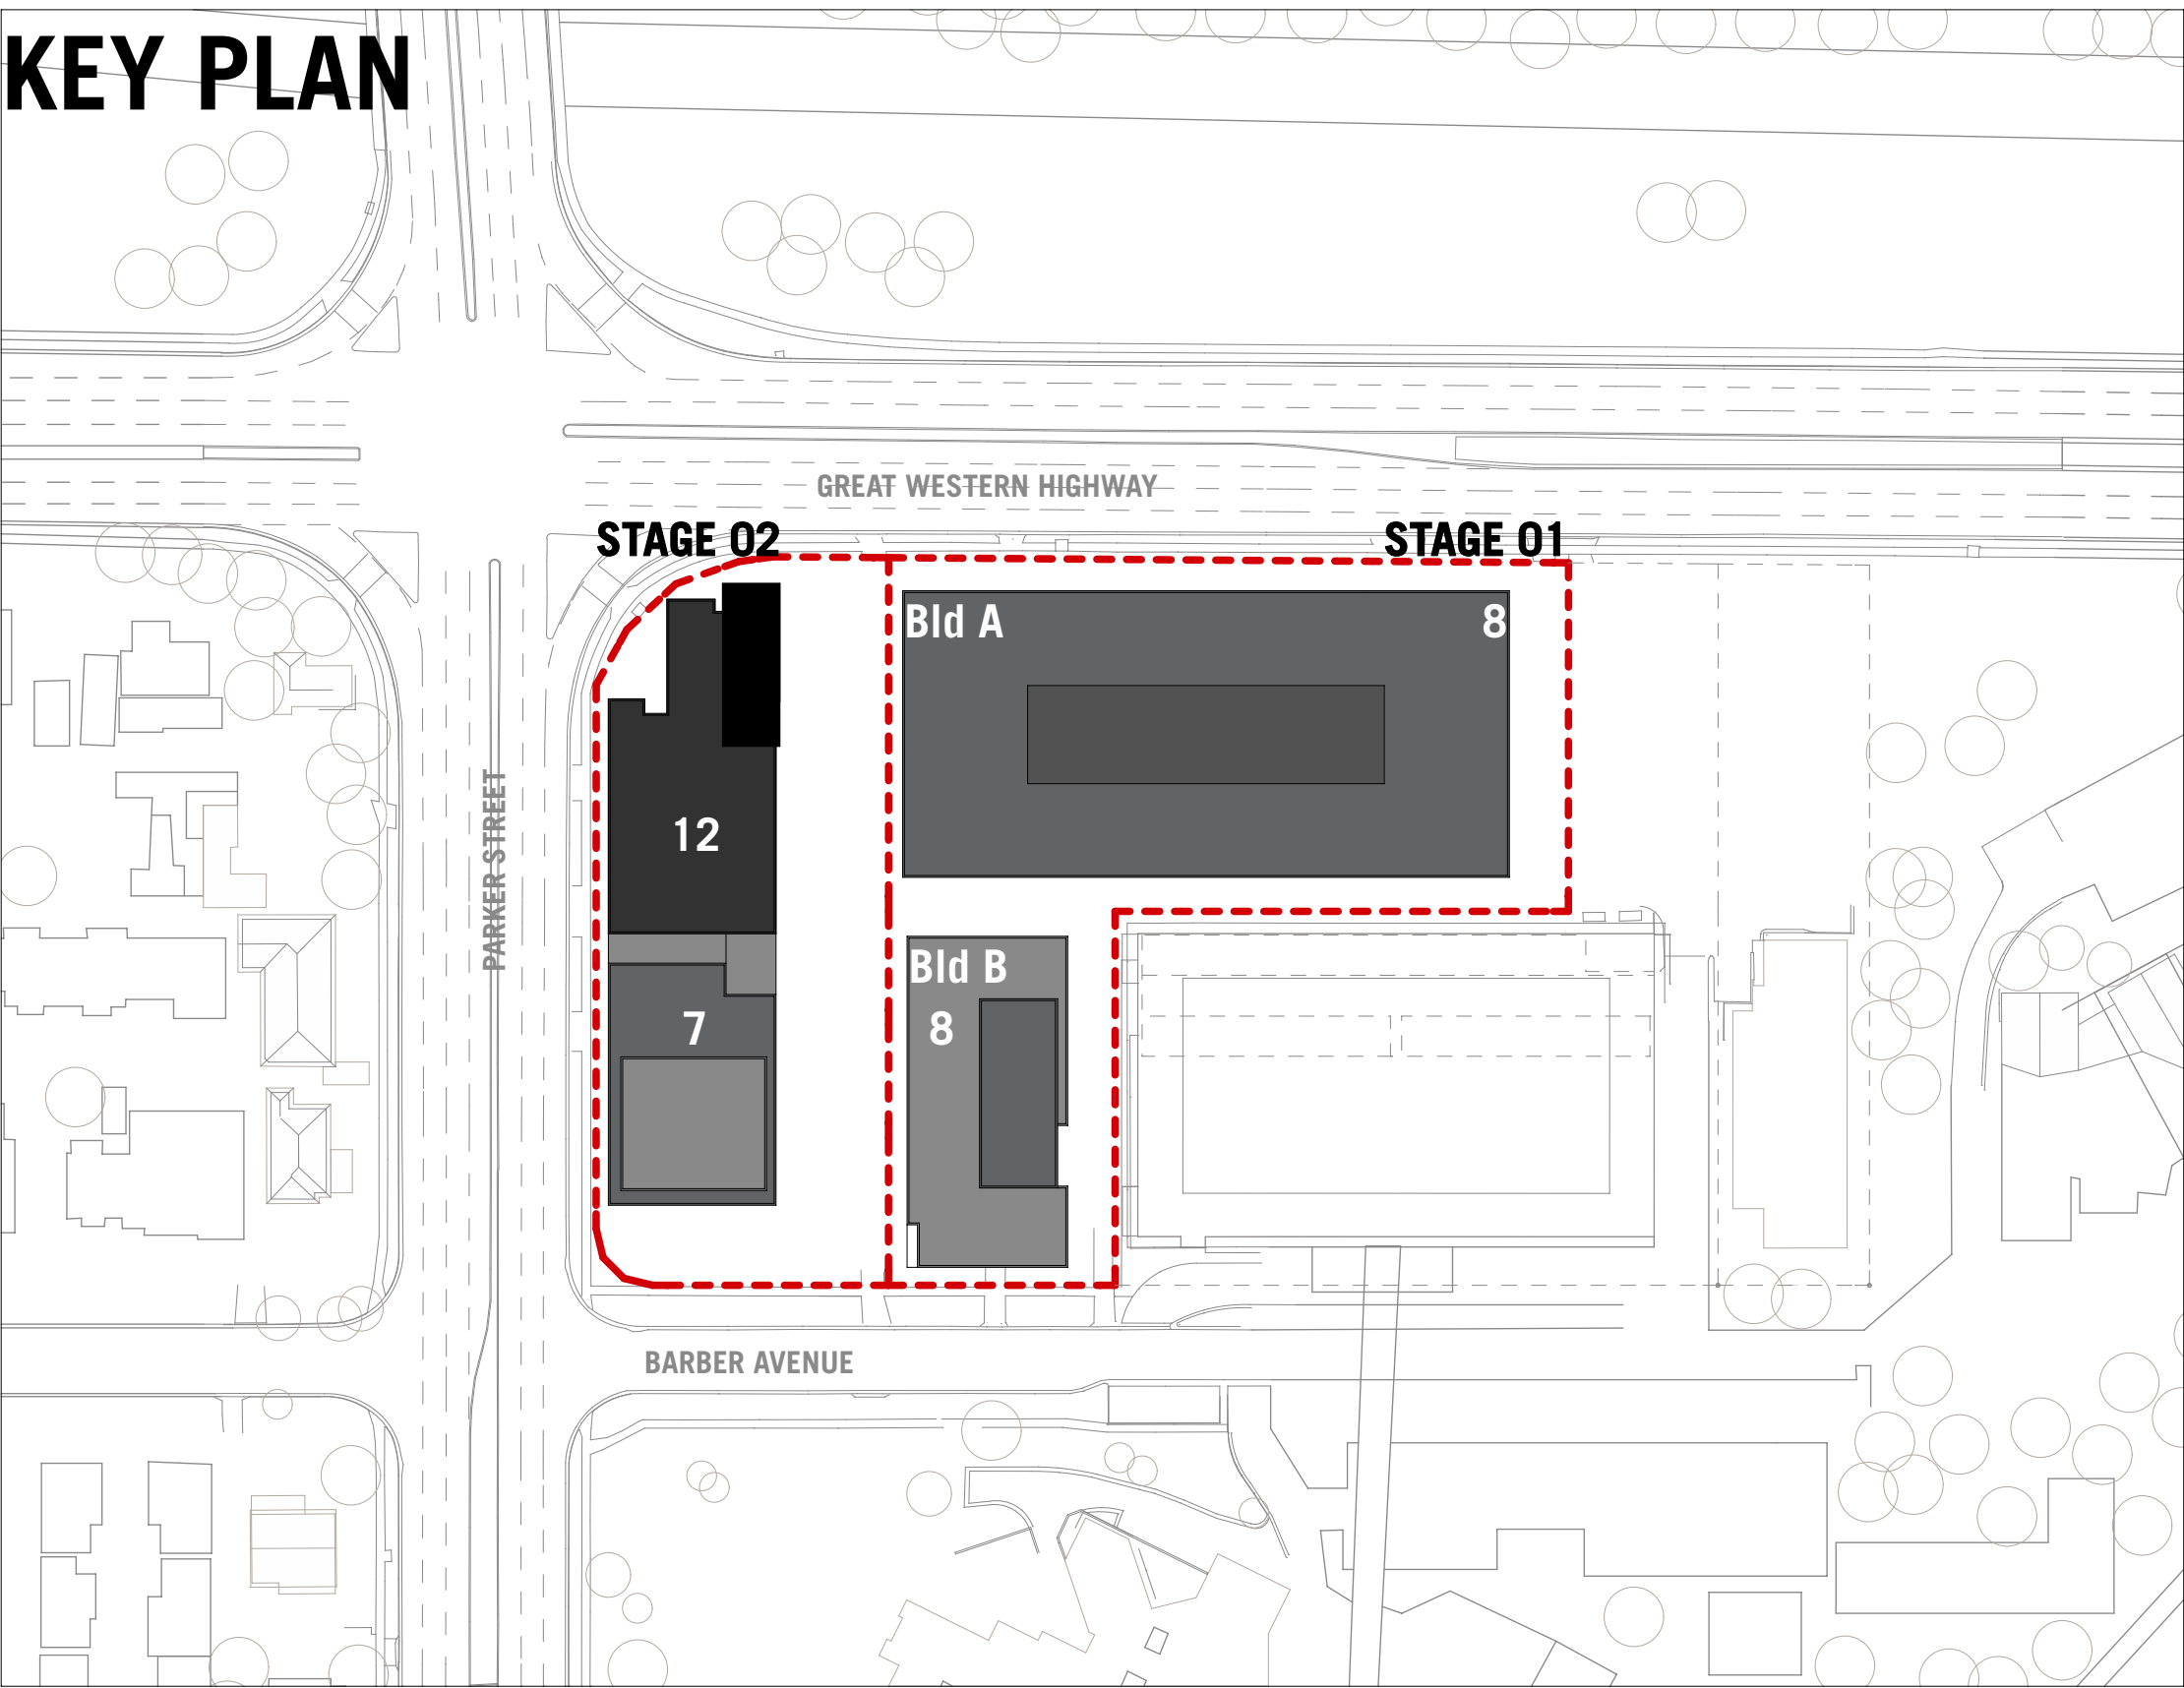 KEY PLAN
GREAT WESTERN HIGHWAY
STAGE 02
STAGE 01
Bld A
8
12
PARKER STREET
Bld B
8
7
BARBER AVENUE